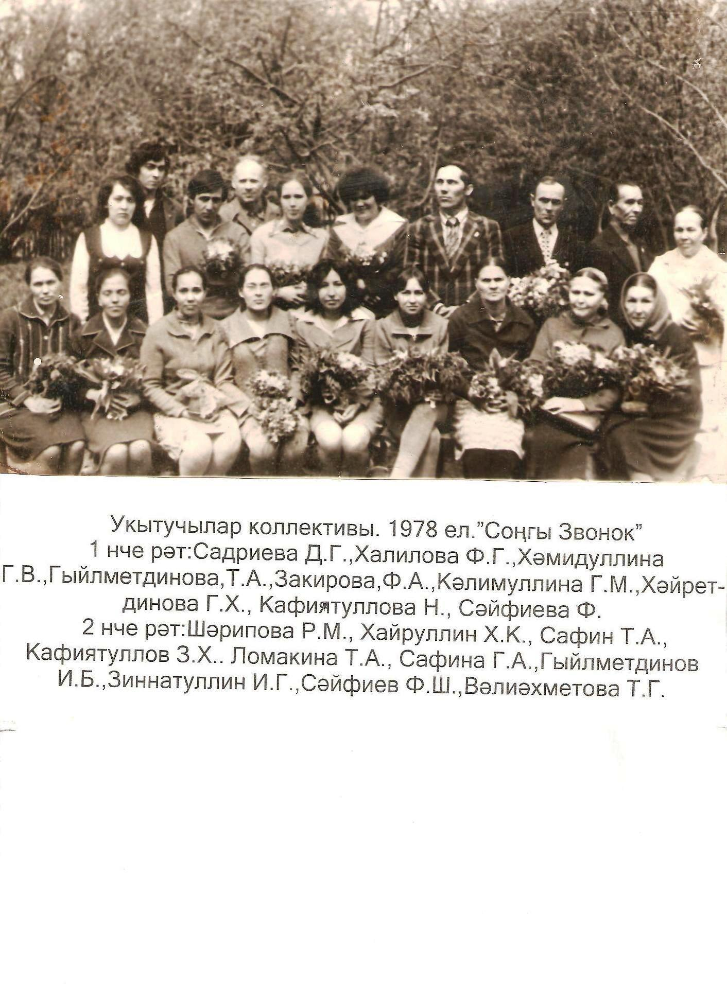 Укытучылар коллективы. 1978 ел."Соңгы Звонок"
1 нче рәт:Садриева Д.Г.,Халилова Ф.Г.,Хәмидуллина
Г.В.,Гыйлметдинова,Т.А.,Закирова,Ф.А.,Кәлимуллина Г.М.,Хәйрет-
динова Г.Х., Кафиятуллова Н., Сәйфиева Ф.
2 нче рәт:Шәрипова Р.М., Хайруллин Х.К., Сафин Т.А.,
Кафиятуллов З.Х.. Ломакина Т.А., Сафина Г.А.,Гыйлметдинов
И.Б.,Зиннатуллин И.Г.,Сәйфиев Ф.Ш.,Вәлиәхметова Т.Г.